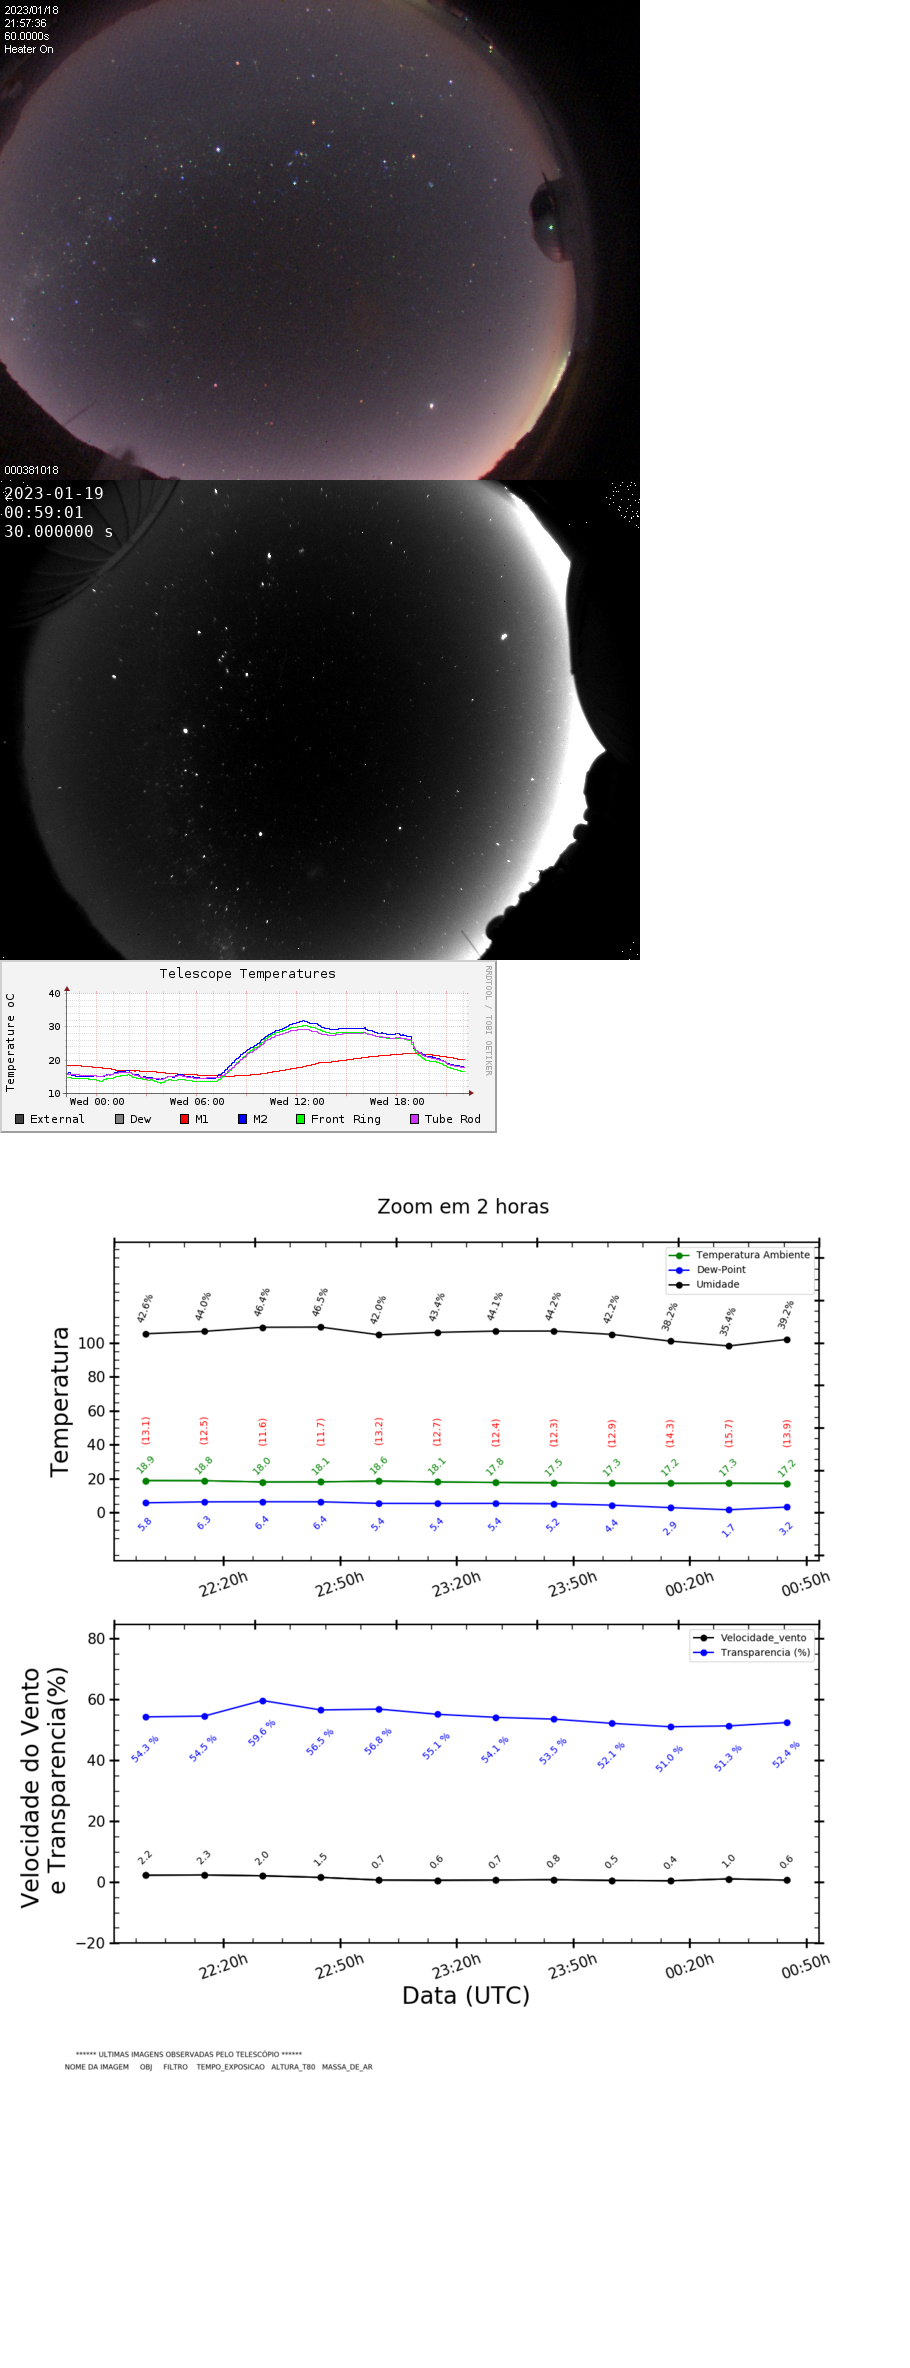 2023/01/18
21:57:36
60.0000s
Heater On
000381018
2023-01-19
00:59:01
30.000000 s
Telescope Temperatures
RRDTOOL / TOBI OETIKER
Temperature oC
40
30
20
10
Wed 00:00 Wed 06:00 Wed 12:00 Wed 18:00
External Dew M1 M2 Front Ring Tube Rod
Zoom em 2 horas
Temperatura Ambiente
Dew-Point
Umidade
42.6% 44.0% 46.4% 46.5% 42.0% 43.4% 44.1% 44.2% 42.2% 38.2% 35.4% 39.2%
Temperatura
100
80
60
40
20
0
(13.1) (12.5) (11.6) (11.7) (13.2) (12.7) (12.4) (12.3) (12.9) (14.3) (15.7) (13.9)
18.9 18.8 18.0 18.1 18.6 18.1 17.8 17.5 17.3 17.2 17.3 17.2
5.8 6.3 6.4 6.4 5.4 5.4 5.4 5.2 4.4 2.9 1.7 3.2
22:20h 22:50h 23:20h 23:50h 00:20h 00:50h
Velocidade_vento
Transparencia (%)
Velocidade do Vento
e Transparencia(%)
80
60
40
20
0
−20
54.3 % 54.5 % 59.6 % 56.5 % 56.8 % 55.1 % 54.1 % 53.5 % 52.1 % 51.0 % 51.3 % 52.4 %
2.2 2.3 2.0 1.5 0.7 0.6 0.7 0.8 0.5 0.4 1.0 0.6
22:20h 22:50h 23:20h 23:50h 00:20h 00:50h
Data (UTC)
****** ULTIMAS IMAGENS OBSERVADAS PELO TELESCÓPIO ******
NOME DA IMAGEM OBJ FILTRO TEMPO_EXPOSICAO ALTURA_T80 MASSA_DE_AR